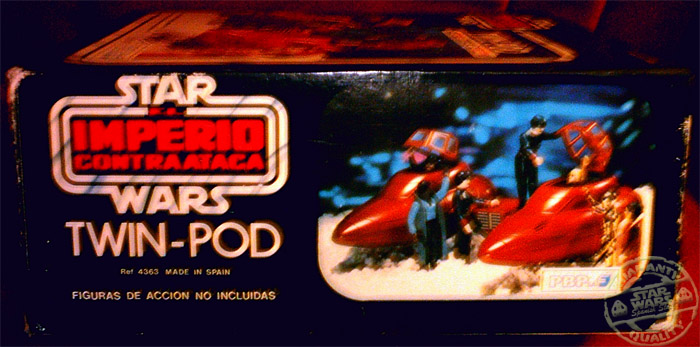 STAR
IMPERIO
CONTRAATACA
WARS
TWIN-POD
Ref 4363 MADE IN SPAIN
FIGURAS DE ACCION NO INCLUIDAS
PBP
STAR
WARS
QUALITY